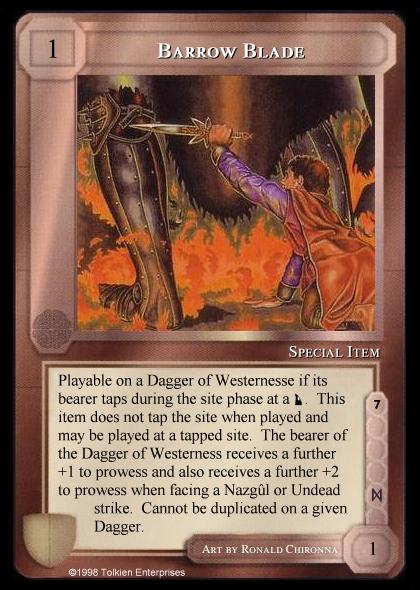 1
BARROW BLADE
SPECIAL ITEM
Playable on a Dagger of Westernesse if its
bearer taps during the site phase at a . This
item does not tap the site when played and
may be played at a tapped site. The bearer of
the Dagger of Westerness receives a further
+1 to prowess and also receives a further +2
to prowess when facing a Nazgûl or Undead
strike. Cannot be duplicated on a given
Dagger.
7
ART BY RONALD CHIRONNA
1
©1998 Tolkien Enterprises